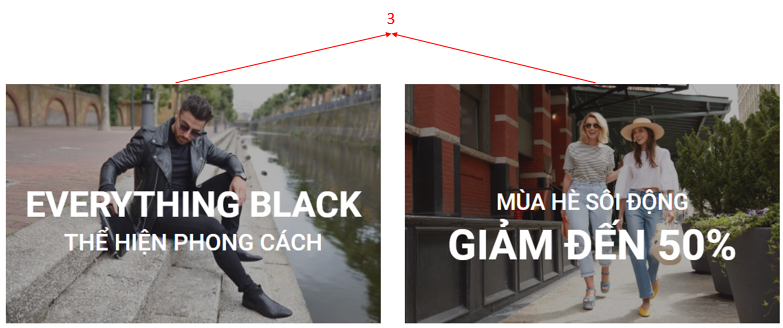 3
EVERYTHING BLACK
THỂ HIỆN PHONG CÁCH
MÙA HÈ SÔI ĐỘNG
GIẢM ĐẾN 50%